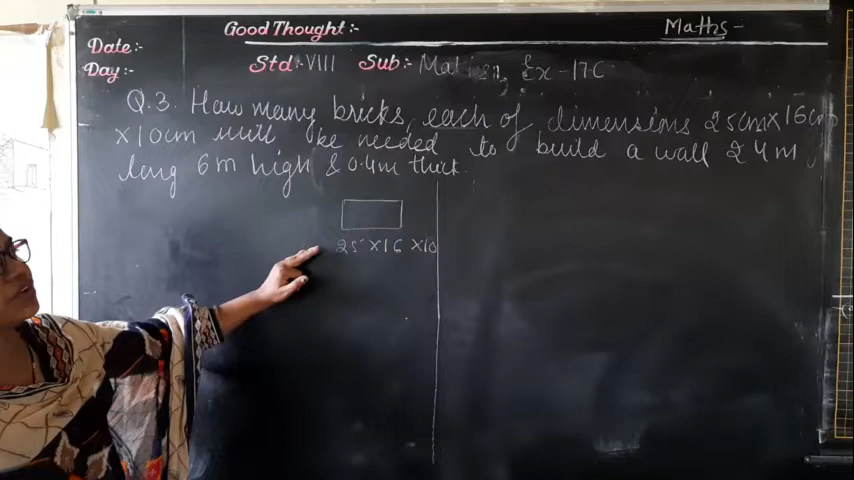 Good Thought:-
Maths-
Date:-
Day:-
Std:- VIII Sub:- Ex-17C
Q.3. How many bricks, each of dimensions 25cm×16cm
×10cm will be needed to build a wall 24m
long 6m high & 0.4m thick.
25×16×10